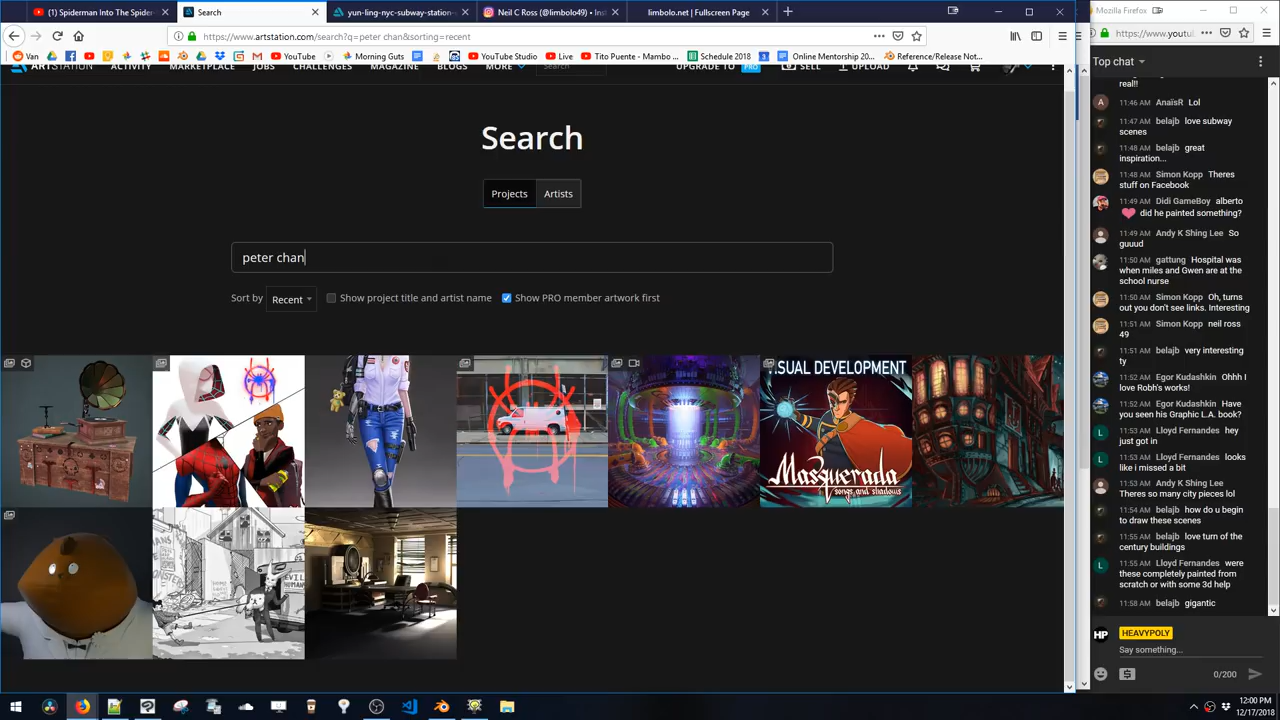 (1) Spiderman Into The Spider
Search
yun-ling-nyc-subway-station-
Neil C Ross (@limbolo49) • Ins
limbolo.net | Fullscreen Page
Mozilla Firefox
https://www.artstation.com/search?q=peter chan&sorting=recent
https://www.youtu
Van
YouTube
Morning Guts
YouTube Studio
Live
Tito Puente - Mambo ...
Schedule 2018
Online Mentorship 20...
Reference/Release Not...
ARTSTATION
ACTIVITY
MARKETPLACE
JOBS
CHALLENGES
MAGAZINE
BLOGS
MORE
Search
UPGRADE TO PRO
SELL
UPLOAD
Search
Projects
Artists
peter chan
Sort by
Recent
Show project title and artist name
Show PRO member artwork first
VISUAL DEVELOPMENT
Masquerada
songs and shadows
EVIL
HUMANS
Top chat
real!!
A
11:46 AM AnaïsR Lol
11:47 AM belajb love subway
scenes
11:48 AM belajb great
inspiration...
11:48 AM Simon Kopp Theres
stuff on Facebook
11:49 AM Didi GameBoy alberto
did he painted something?
11:49 AM Andy K Shing Lee So
guuud
11:50 AM gattung Hospital was
when miles and Gwen are at the
school nurse
11:50 AM Simon Kopp Oh, turns
out you don't see links. Interesting
11:51 AM Simon Kopp neil ross
49
11:51 AM belajb very interesting
ty
11:52 AM Egor Kudashkin Ohhh I
love Robh's works!
11:52 AM Egor Kudashkin Have
you seen his Graphic L.A. book?
L
11:53 AM Lloyd Fernandes hey
just got in
L
11:53 AM Lloyd Fernandes looks
like i missed a bit
11:53 AM Andy K Shing Lee
Theres so many city pieces lol
11:54 AM belajb how do u begin
to draw these scenes
11:55 AM belajb love turn of the
century buildings
L
11:55 AM Lloyd Fernandes were
these completely painted from
scratch or with some 3d help
11:58 AM belajb gigantic
HP
HEAVYPOLY
Say something...
0/200
12:00 PM
12/17/2018